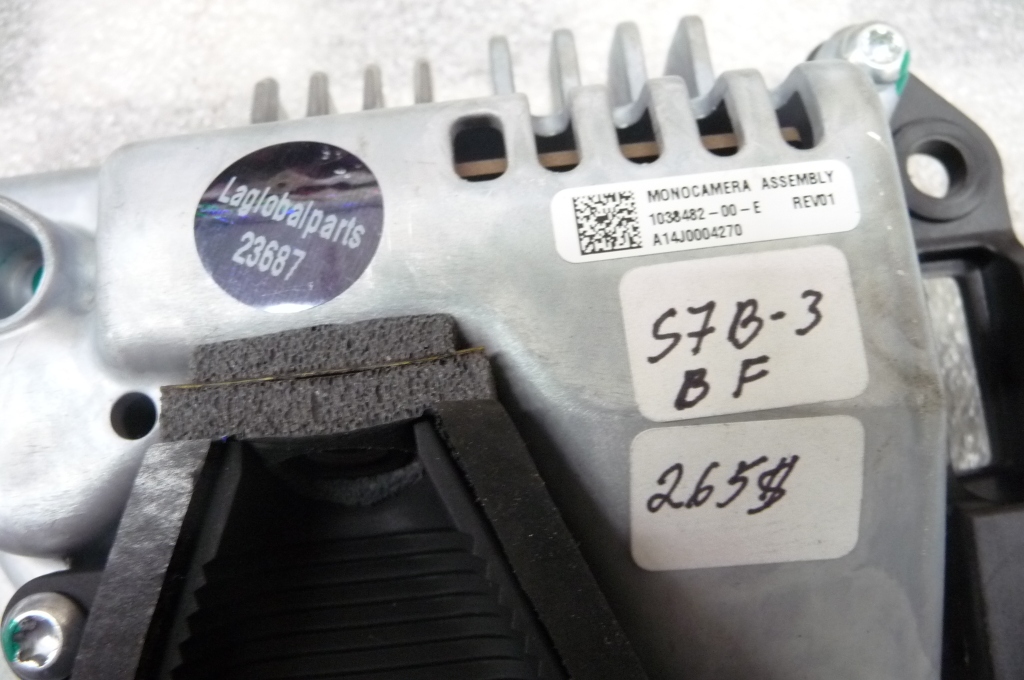 Laglobalparts
23687
MONOCAMERA ASSEMBLY
1038482-00-E REV01
A14J0004270
S7B-3
BF
265$